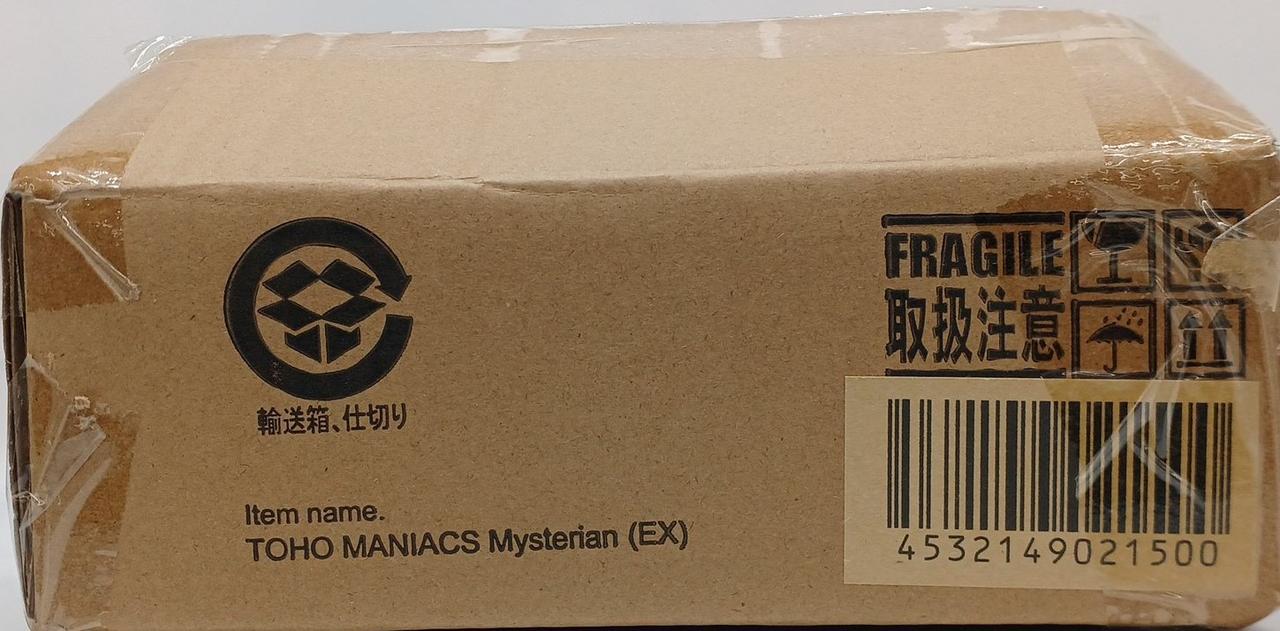 FRAGILE
取扱注意
輸送箱、仕切り
Item name.
TOHO MANIACS Mysterian (EX)
4532149021500